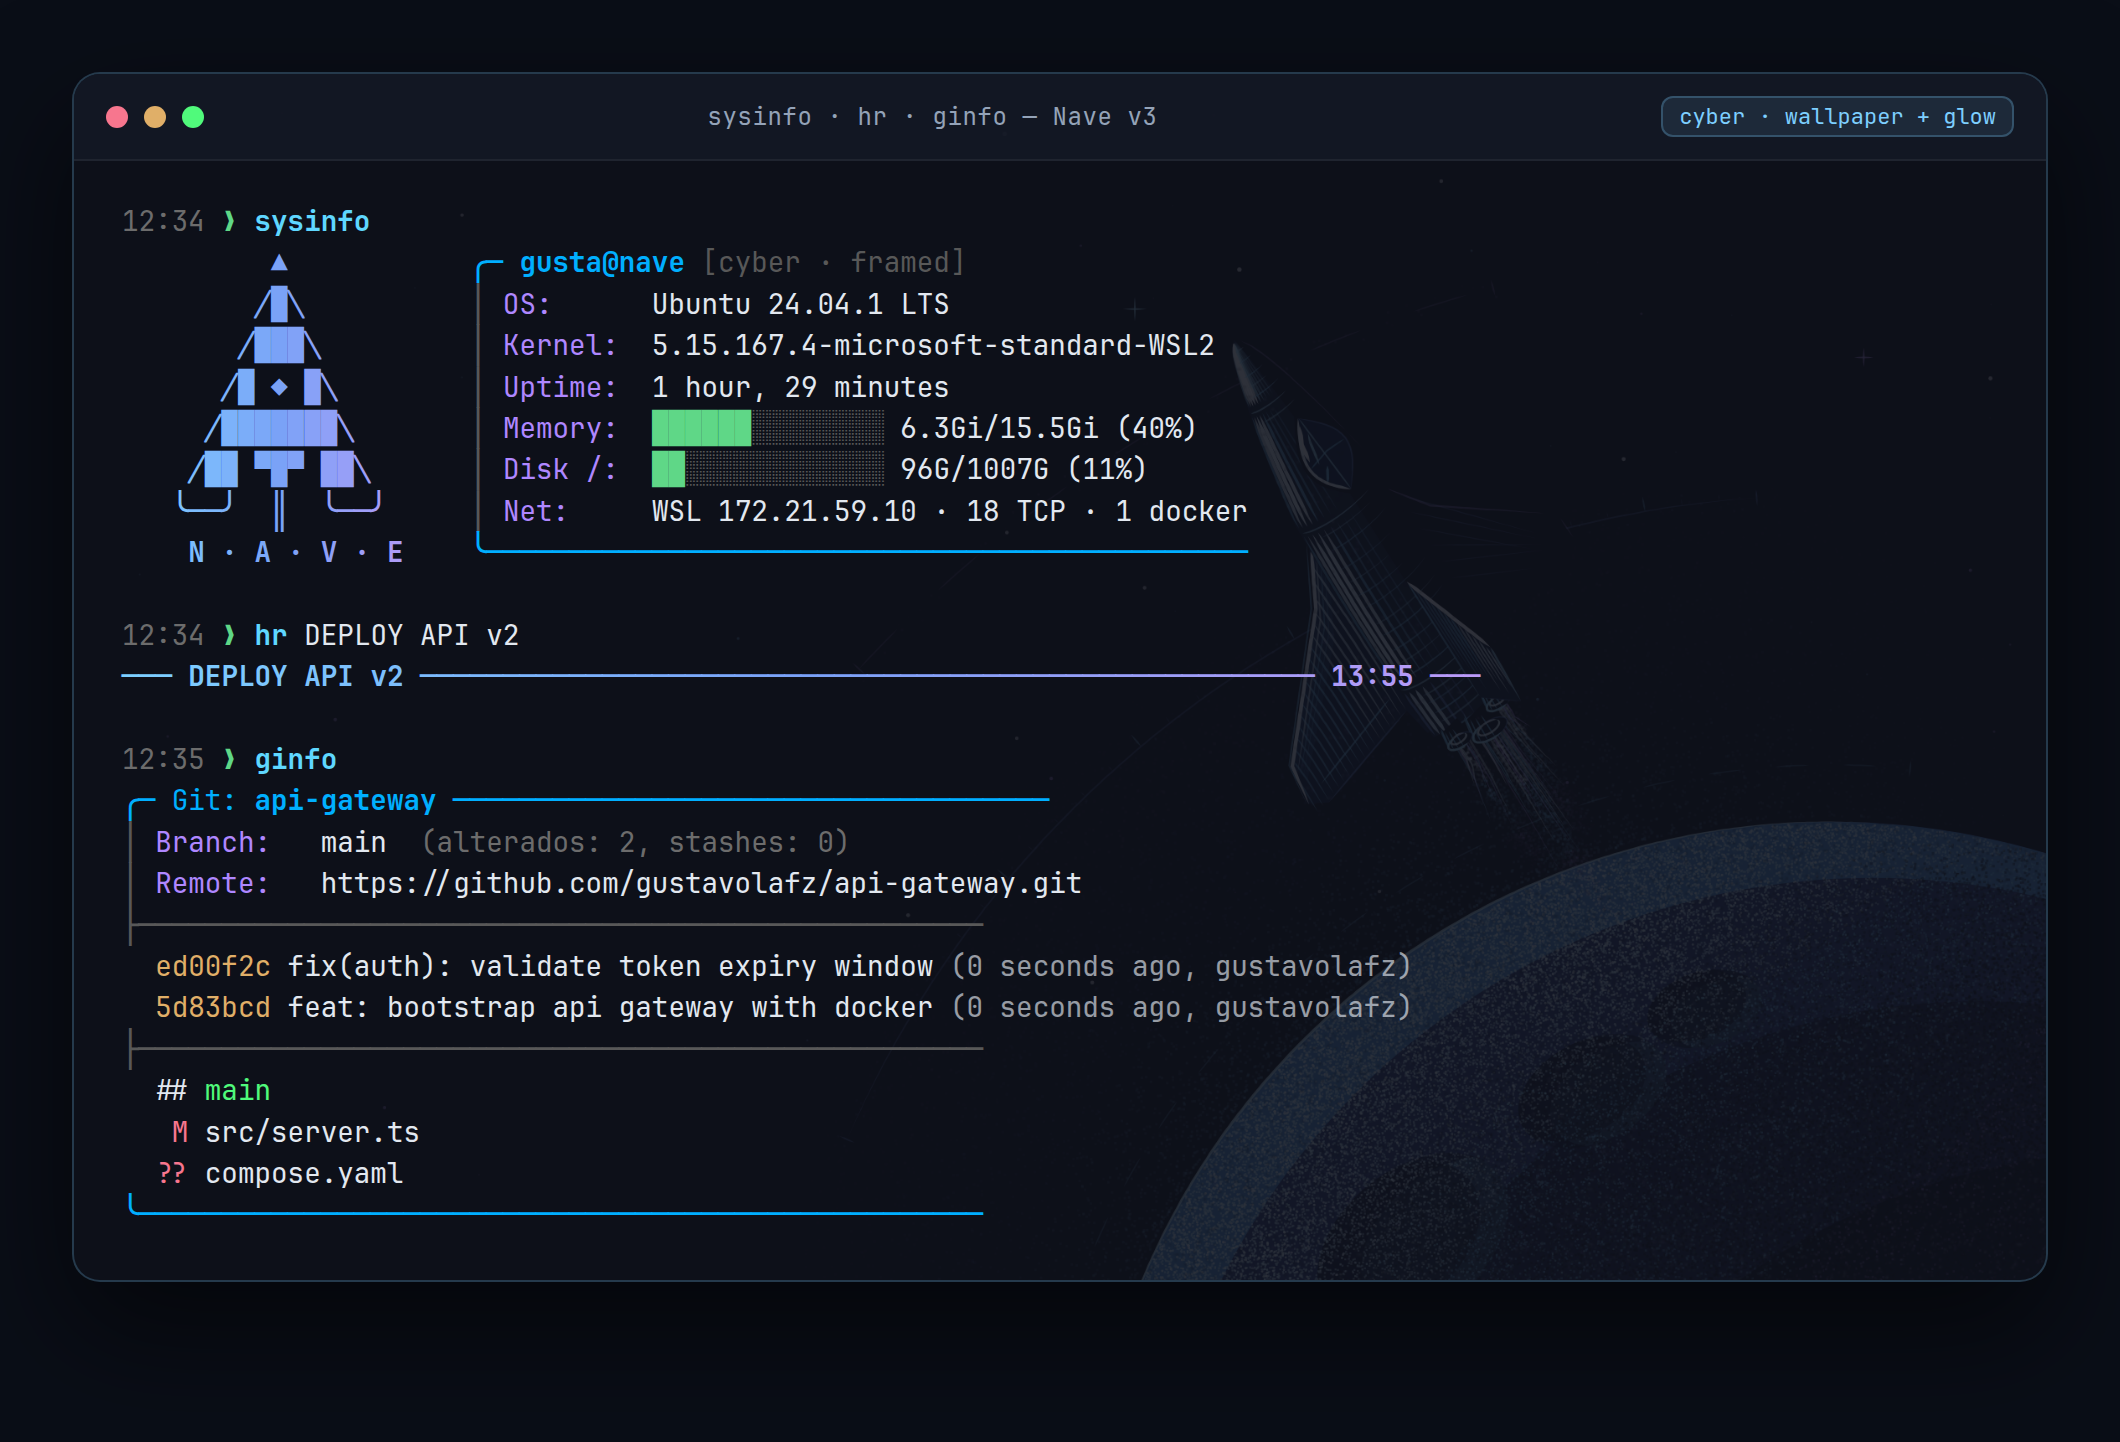 sysinfo · hr · ginfo — Nave v3
cyber · wallpaper + glow
12:34 ❱ sysinfo
gusta@nave [cyber · framed]
OS: Ubuntu 24.04.1 LTS
Kernel: 5.15.167.4-microsoft-standard-WSL2
Uptime: 1 hour, 29 minutes
Memory: 6.3Gi/15.5Gi (40%)
Disk /: 96G/1007G (11%)
Net: WSL 172.21.59.10 · 18 TCP · 1 docker
N · A · V · E
12:34 ❱ hr DEPLOY API v2
DEPLOY API v2 13:55
12:35 ❱ ginfo
Git: api-gateway
Branch: main (alterados: 2, stashes: 0)
Remote: https://github.com/gustavolafz/api-gateway.git
ed00f2c fix(auth): validate token expiry window (0 seconds ago, gustavolafz)
5d83bcd feat: bootstrap api gateway with docker (0 seconds ago, gustavolafz)
## main
M src/server.ts
?? compose.yaml